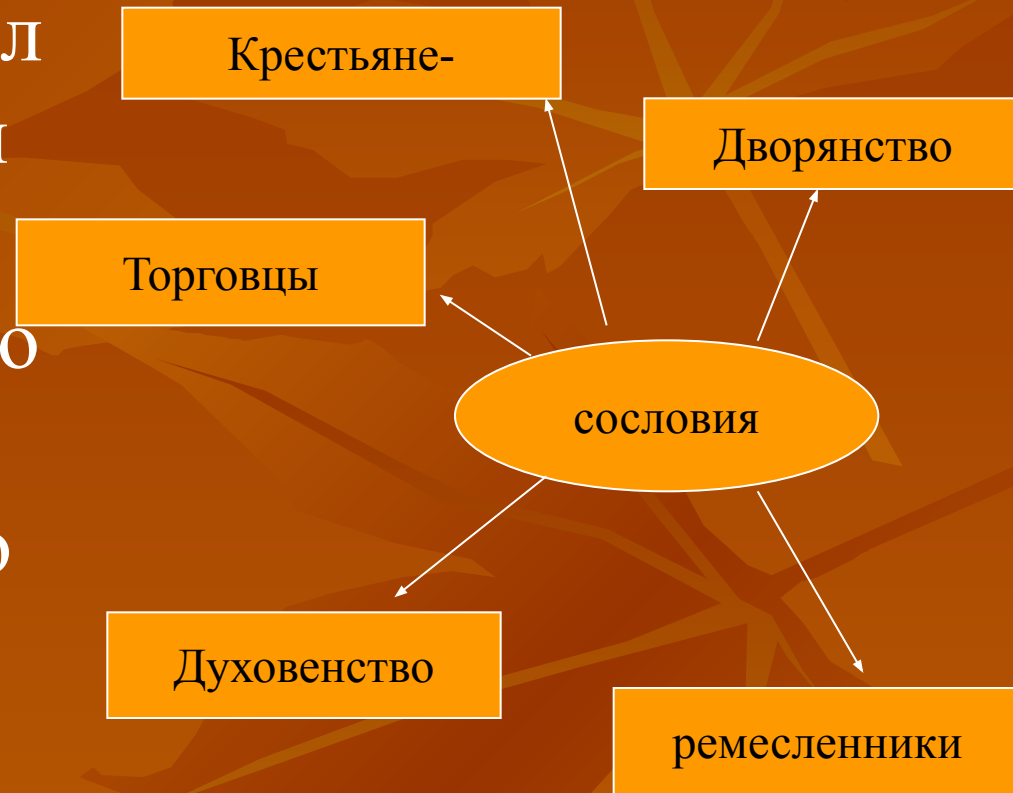 л
Крестьяне-
Дворянство
Торговцы
о
сословия
Духовенство
ремесленники